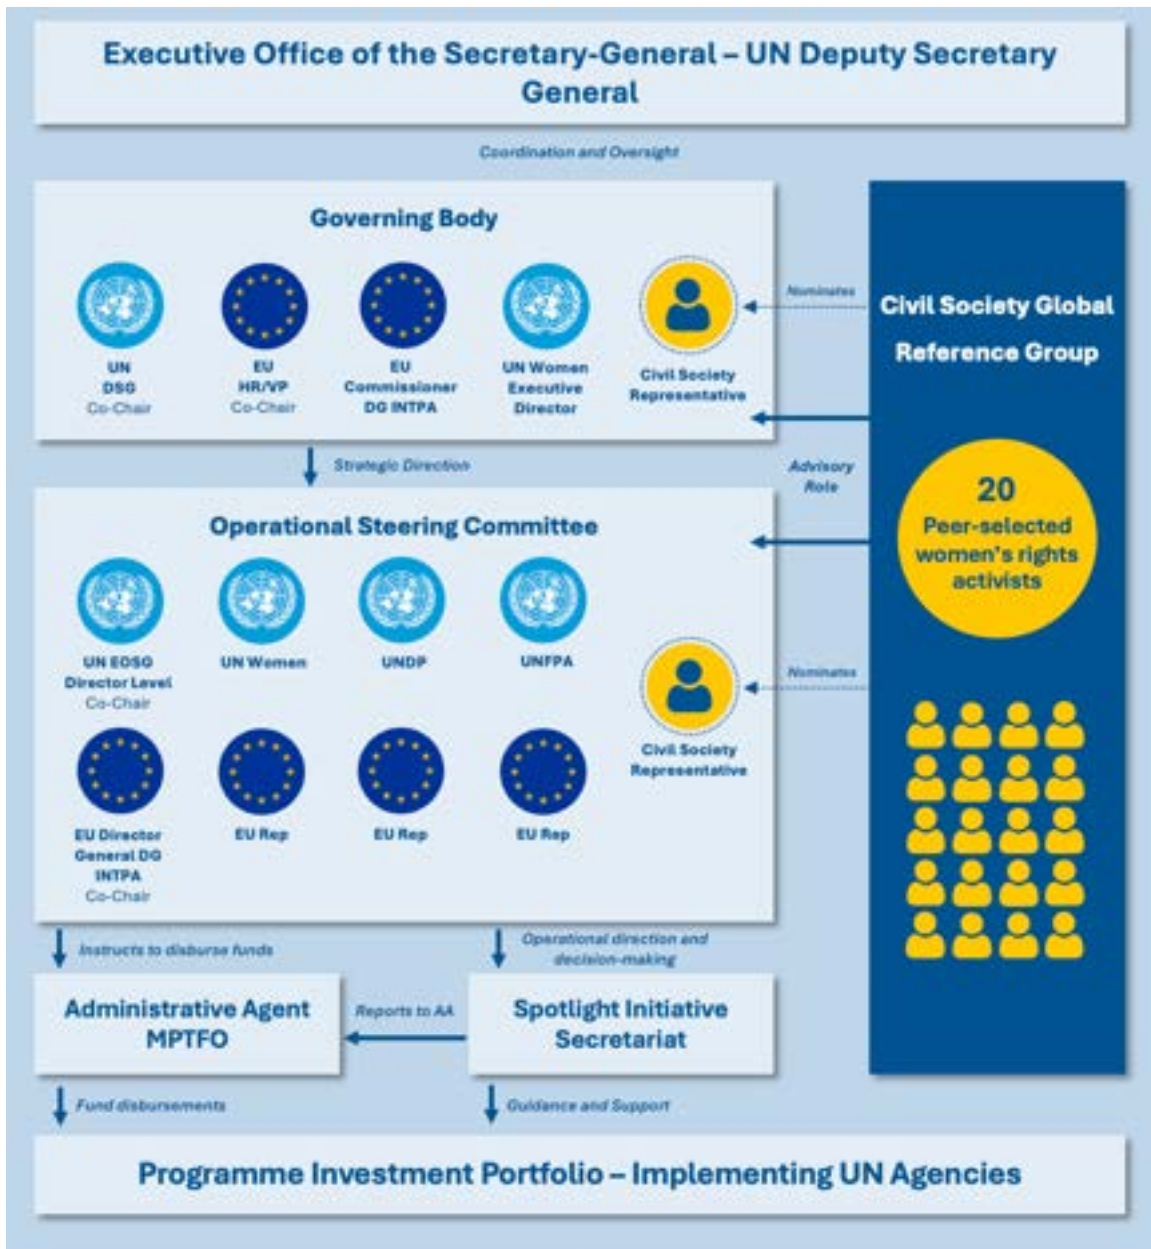 Executive Office of the Secretary-General – UN Deputy Secretary
General
Coordination and Oversight
Governing Body
UN
DSG
Co-Chair
EU
HR/VP
Co-Chair
EU
Commissioner
DG INTPA
UN Women
Executive
Director
Civil Society
Representative
Nominates
Civil Society Global
Reference Group
Strategic Direction
Advisory
Role
20
Peer-selected
women's rights
activists
Operational Steering Committee
UN EOSG
Director Level
Co-Chair
UN Women
UNDP
UNFPA
Nominates
Civil Society
Representative
EU Director
General DG
INTPA
Co-Chair
EU Rep
EU Rep
EU Rep
Instructs to disburse funds
Operational direction and
decision-making
Administrative Agent
MPTFO
Reports to AA
Spotlight Initiative
Secretariat
Fund disbursements
Guidance and Support
Programme Investment Portfolio – Implementing UN Agencies